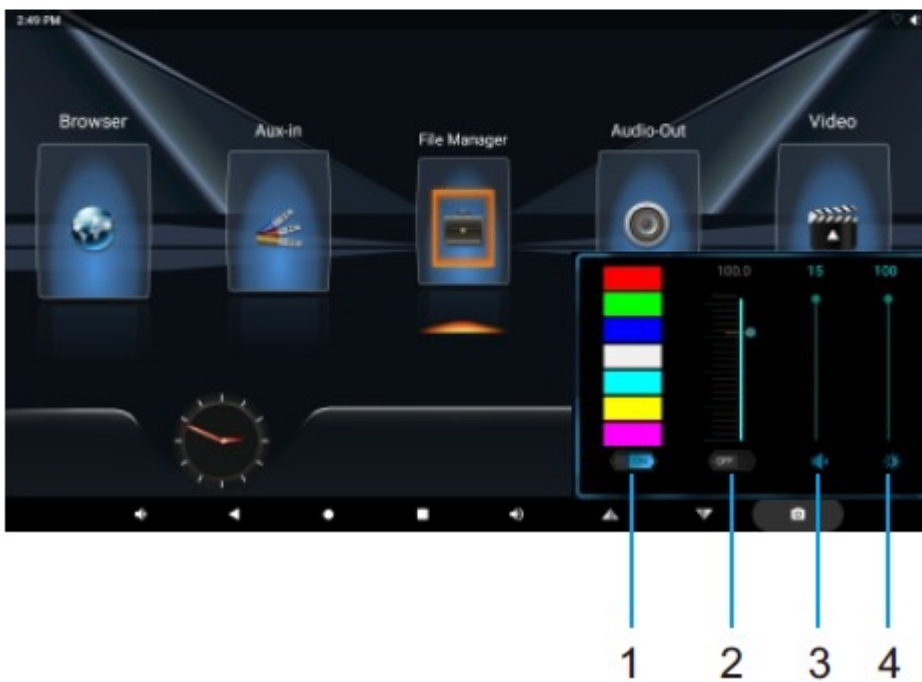 2:49 PM
Browser
Aux-in
File Manager
Audio-Out
Video
100.0
15
100
ON
OFF
1
2
3
4